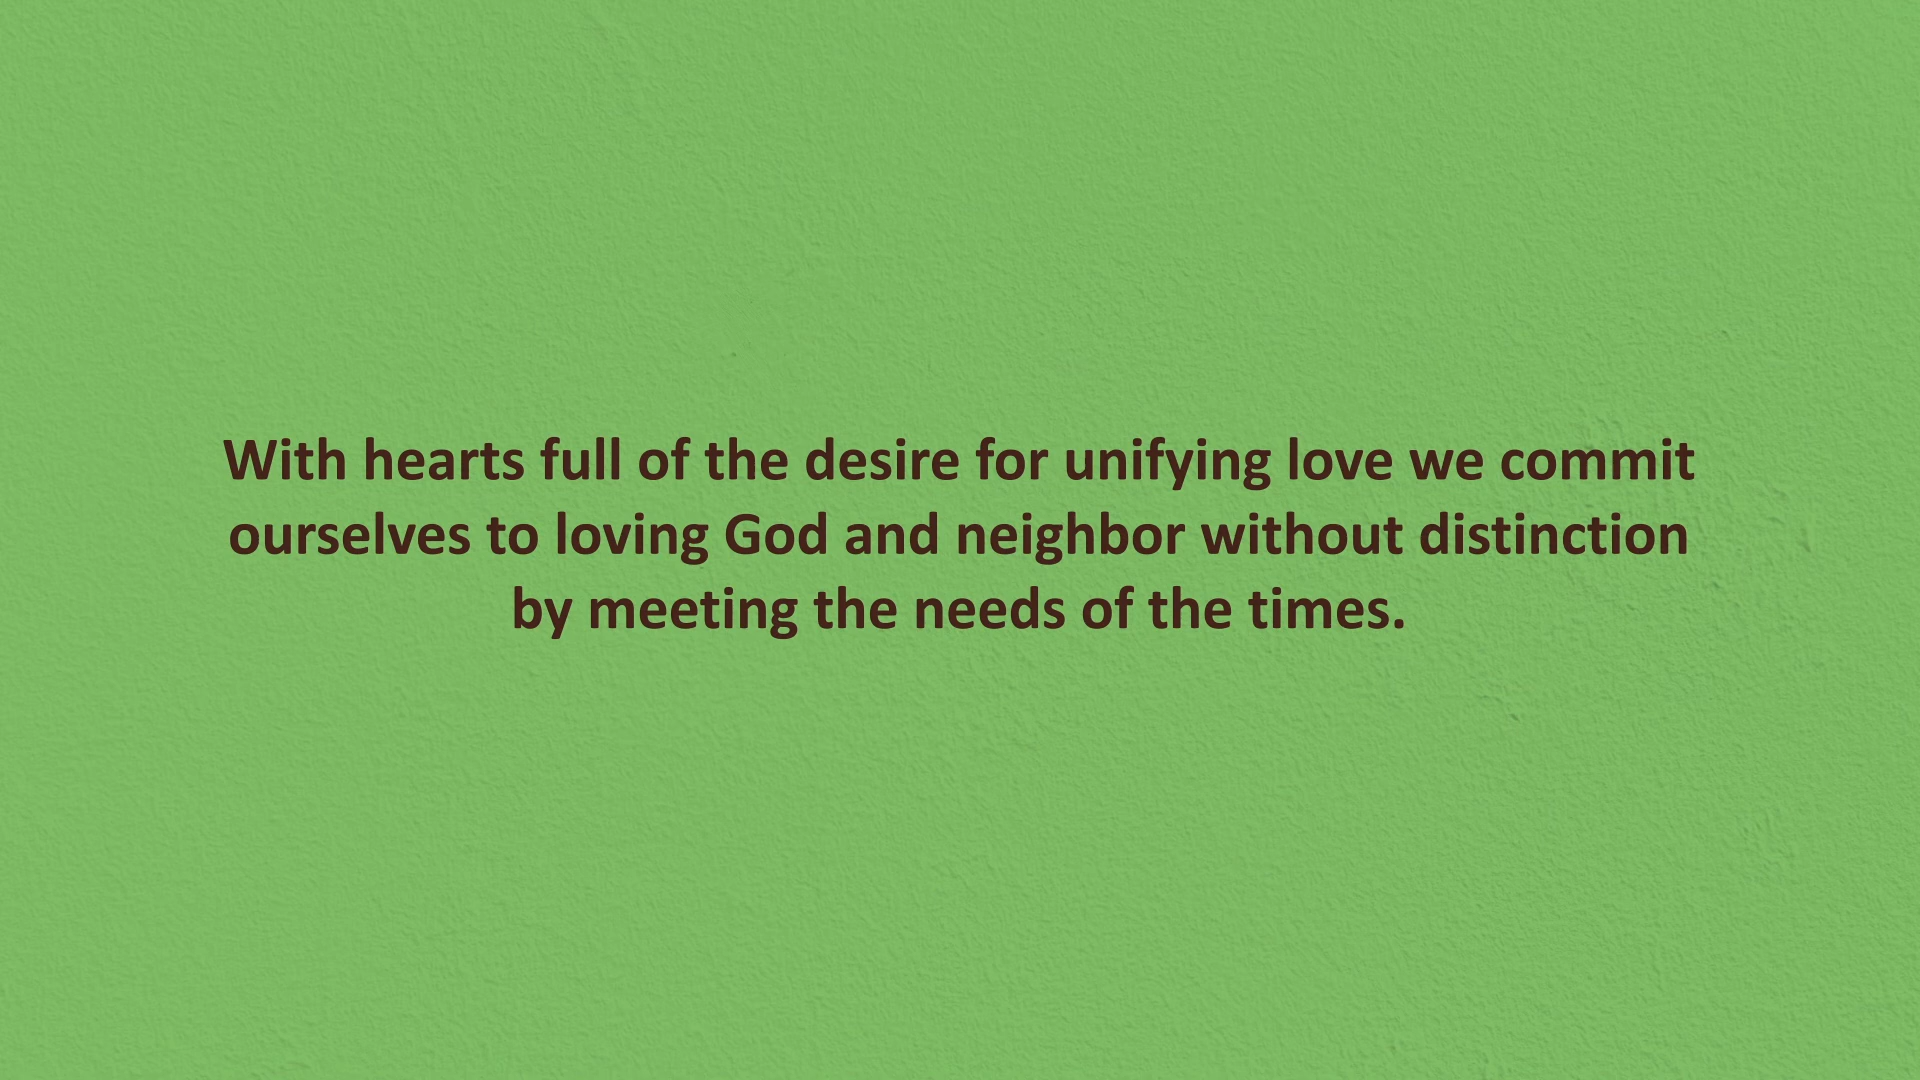 With hearts full of the desire for unifying love we commit
ourselves to loving God and neighbor without distinction
by meeting the needs of the times.